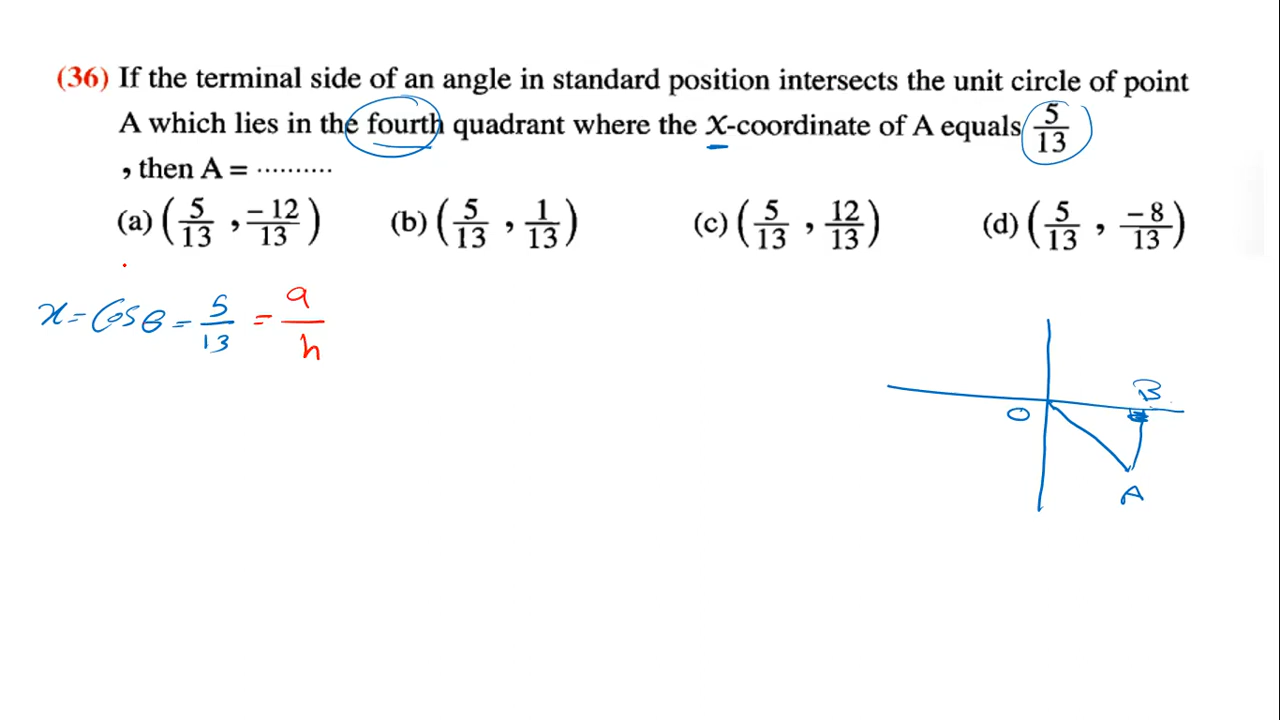 (36) If the terminal side of an angle in standard position intersects the unit circle of point
A which lies in the fourth quadrant where the X-coordinate of A equals 5/13
, then A = ..........
(a) (5/13 , -12/13) (b) (5/13 , 1/13) (c) (5/13 , 12/13) (d) (5/13 , -8/13)
x = Cos θ = 5/13 = a/h
B
O
A